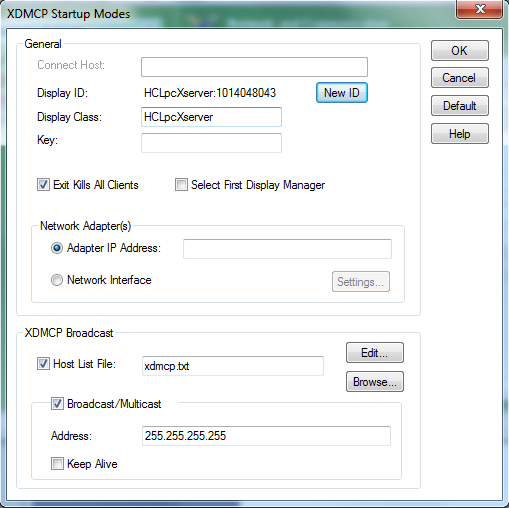 XDMCP Startup Modes
General
Connect Host:
Display ID: HCLpcXserver:1014048043 New ID
Display Class: HCLpcXserver
Key:
Exit Kills All Clients Select First Display Manager
Network Adapter(s)
Adapter IP Address:
Network Interface Settings...
XDMCP Broadcast
Edit...
Host List File: xdmcp.txt
Browse...
Broadcast/Multicast
Address: 255.255.255.255
Keep Alive
OK
Cancel
Default
Help